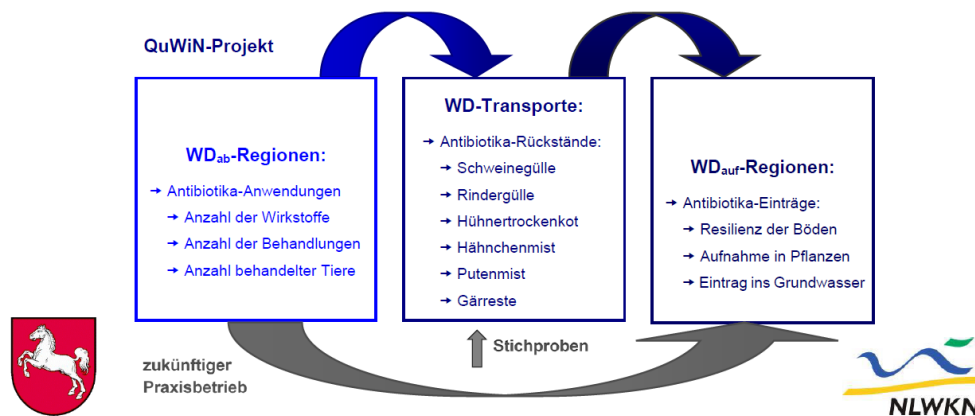 QuWiN-Projekt
WDab-Regionen:
→ Antibiotika-Anwendungen
→ Anzahl der Wirkstoffe
→ Anzahl der Behandlungen
→ Anzahl behandelter Tiere
WD-Transporte:
→ Antibiotika-Rückstände:
→ Schweinegülle
→ Rindergülle
→ Hühnertrockenkot
→ Hähnchenmist
→ Putenmist
→ Gärreste
WDauf-Regionen:
→ Antibiotika-Einträge:
→ Resilienz der Böden
→ Aufnahme in Pflanzen
→ Eintrag ins Grundwasser
zukünftiger
Praxisbetrieb
Stichproben
NLWKN